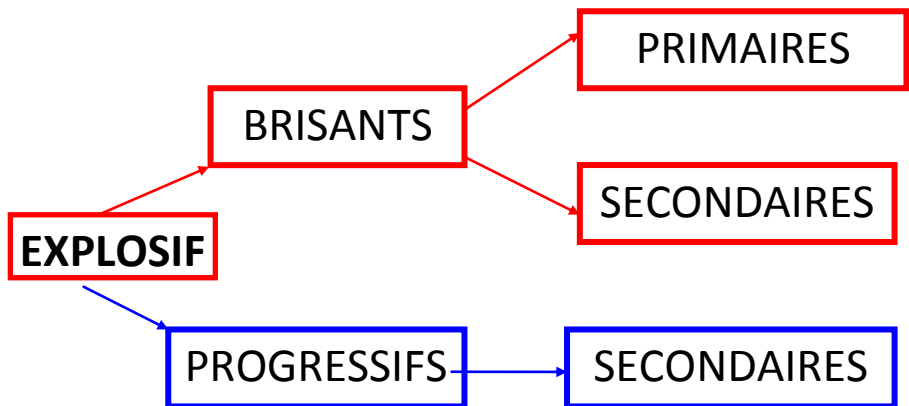 PRIMAIRES
BRISANTS
SECONDAIRES
EXPLOSIF
PROGRESSIFS
SECONDAIRES